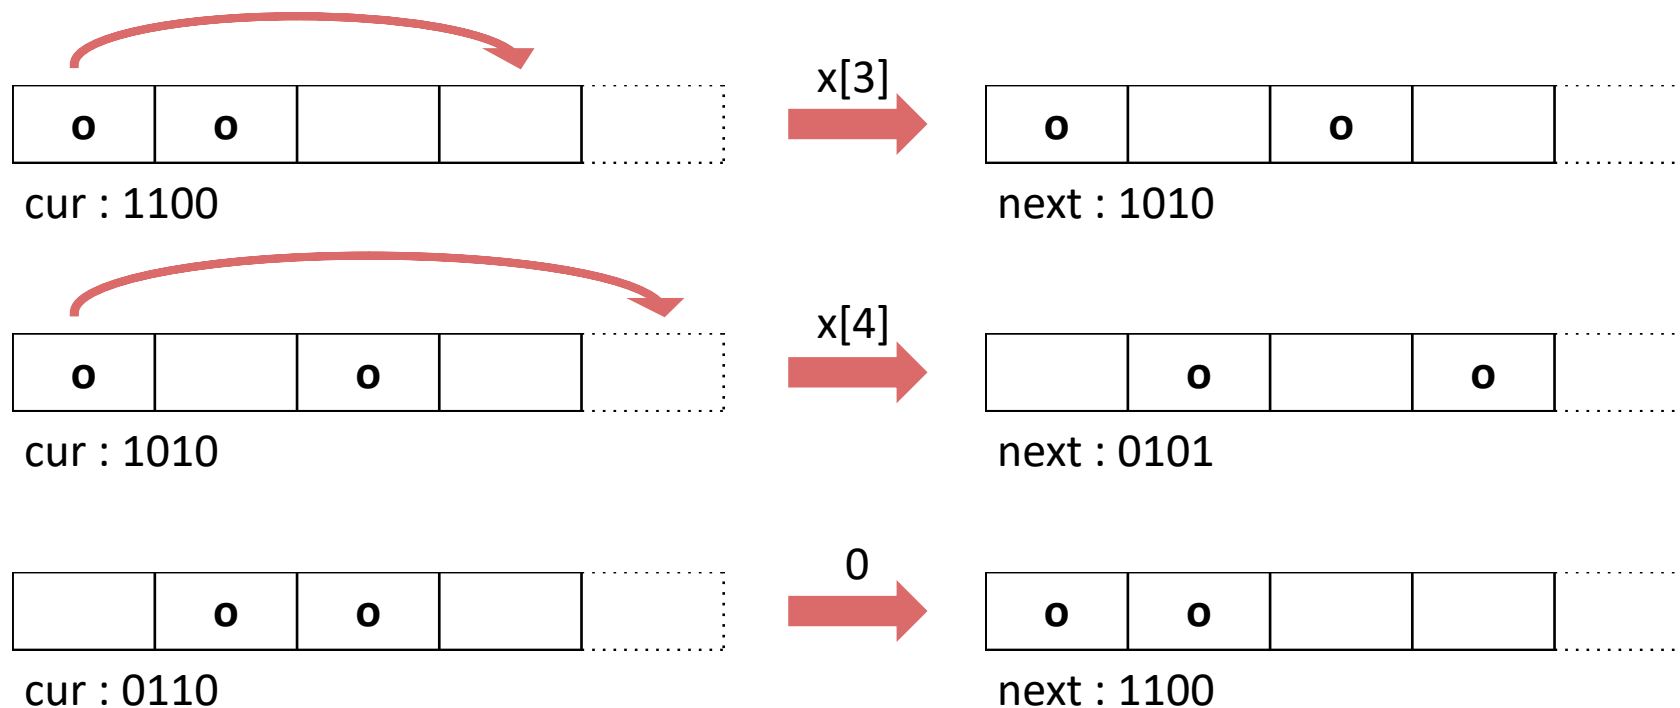 x[3]
o o
o o
cur : 1100
next : 1010
x[4]
o o
o o
cur : 1010
next : 0101
0
o o
o o
cur : 0110
next : 1100